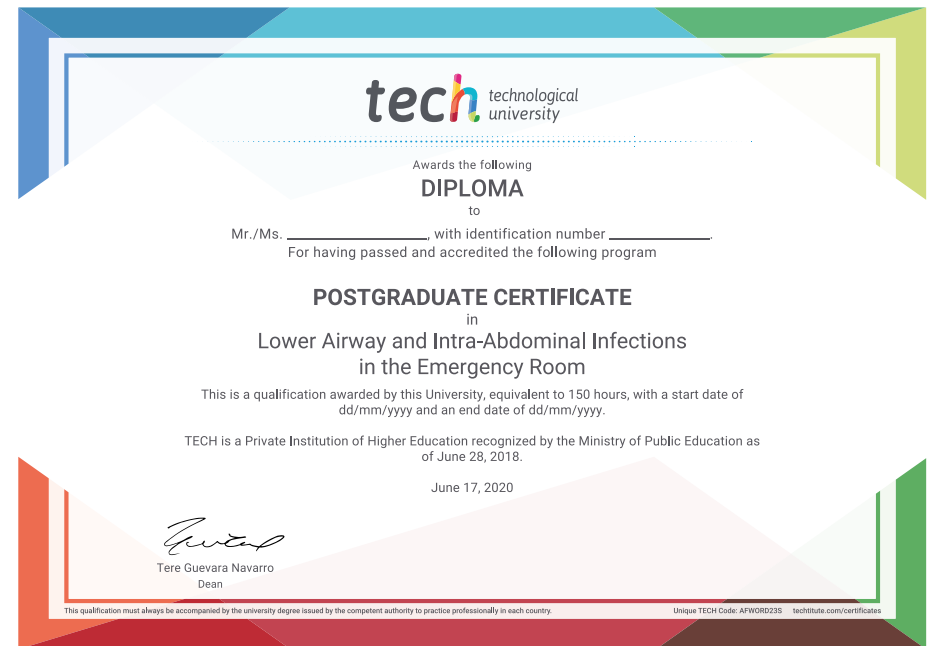 tech technological
university
Awards the following
DIPLOMA
to
Mr./Ms. ____________________, with identification number ______________.
For having passed and accredited the following program
POSTGRADUATE CERTIFICATE
in
Lower Airway and Intra-Abdominal Infections
in the Emergency Room
This is a qualification awarded by this University, equivalent to 150 hours, with a start date of
dd/mm/yyyy and an end date of dd/mm/yyyy.
TECH is a Private Institution of Higher Education recognized by the Ministry of Public Education as
of June 28, 2018.
June 17, 2020
Tere Guevara Navarro
Dean
This qualification must always be accompanied by the university degree issued by the competent authority to practice professionally in each country. Unique TECH Code: AFWORD23S techtitute.com/certificates